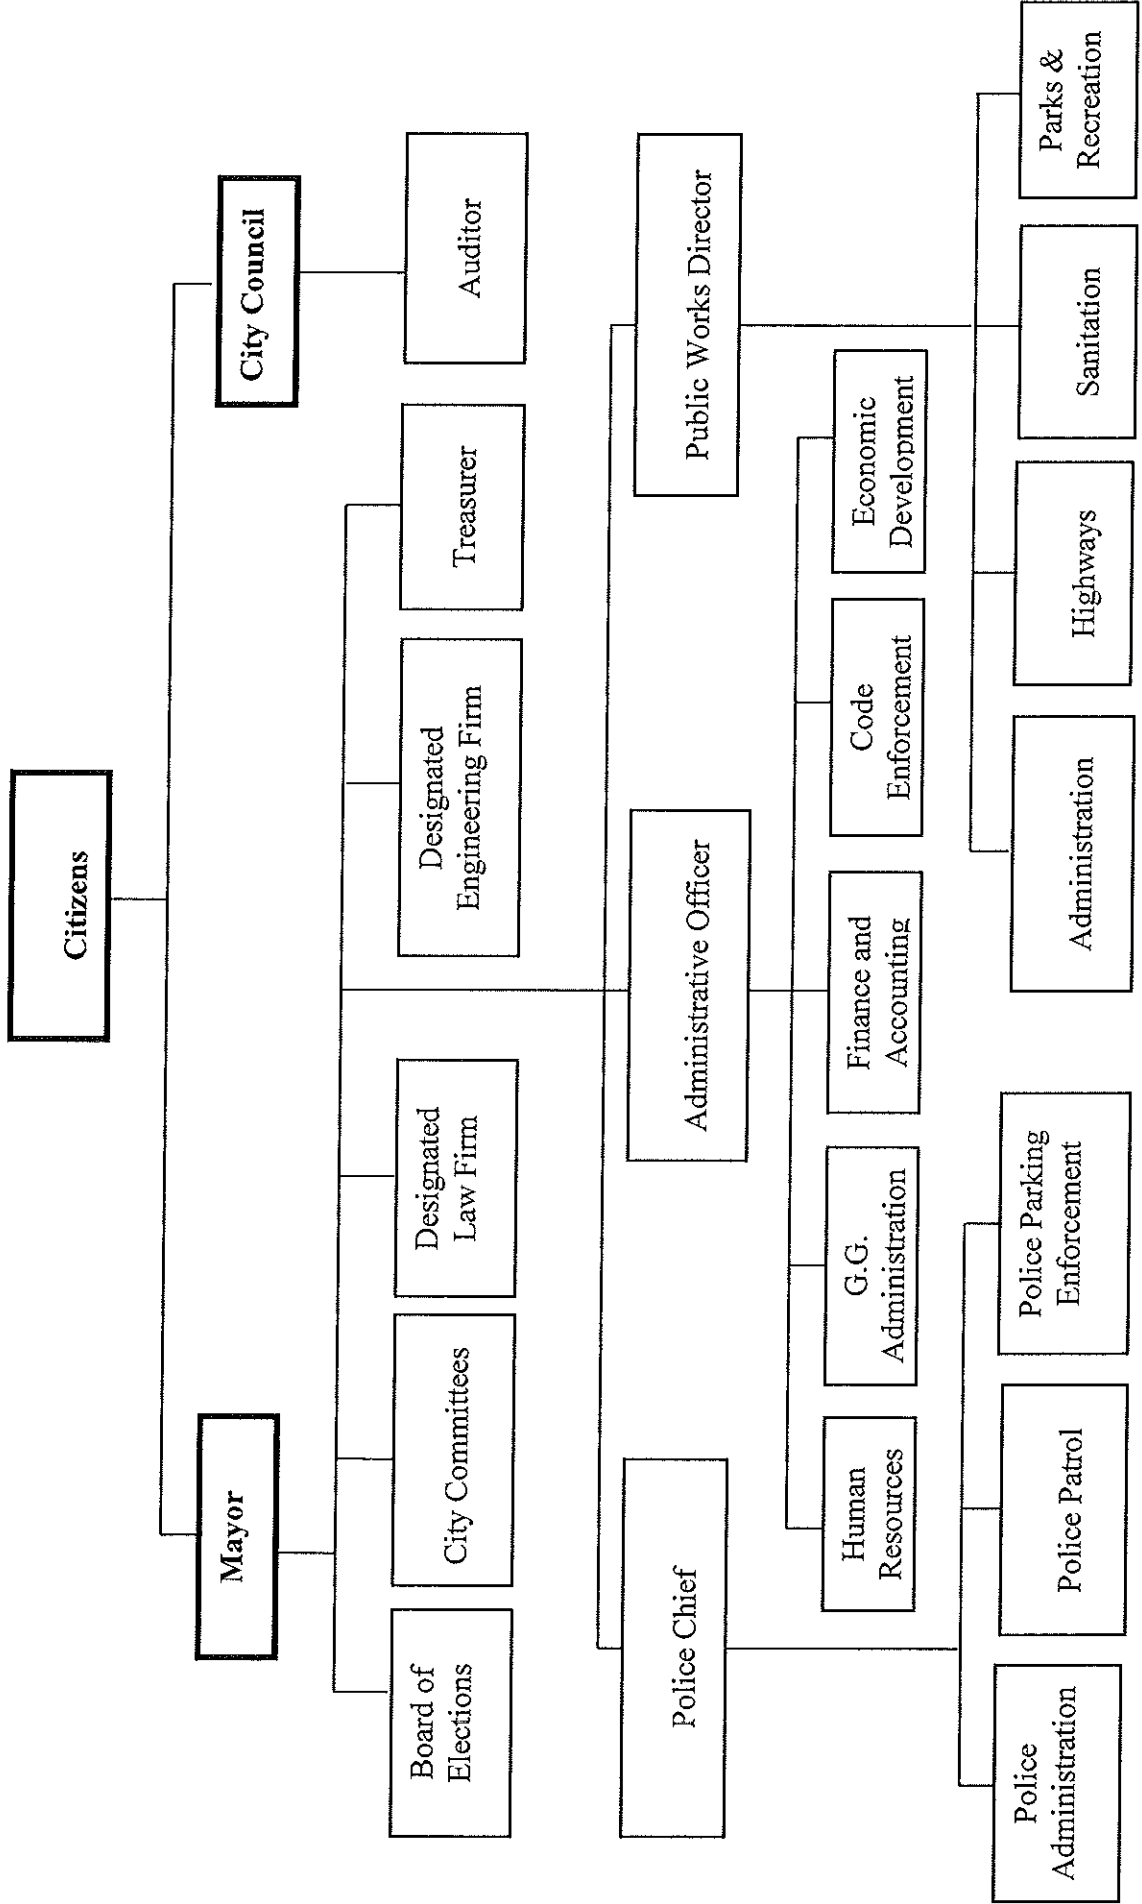 Citizens
Mayor
City Council
Board of
Elections
City Committees
Designated
Law Firm
Designated
Engineering Firm
Treasurer
Auditor
Police Chief
Administrative Officer
Public Works Director
Human
Resources
G.G.
Administration
Finance and
Accounting
Code
Enforcement
Economic
Development
Police
Administration
Police Patrol
Police Parking
Enforcement
Administration
Highways
Sanitation
Parks &
Recreation